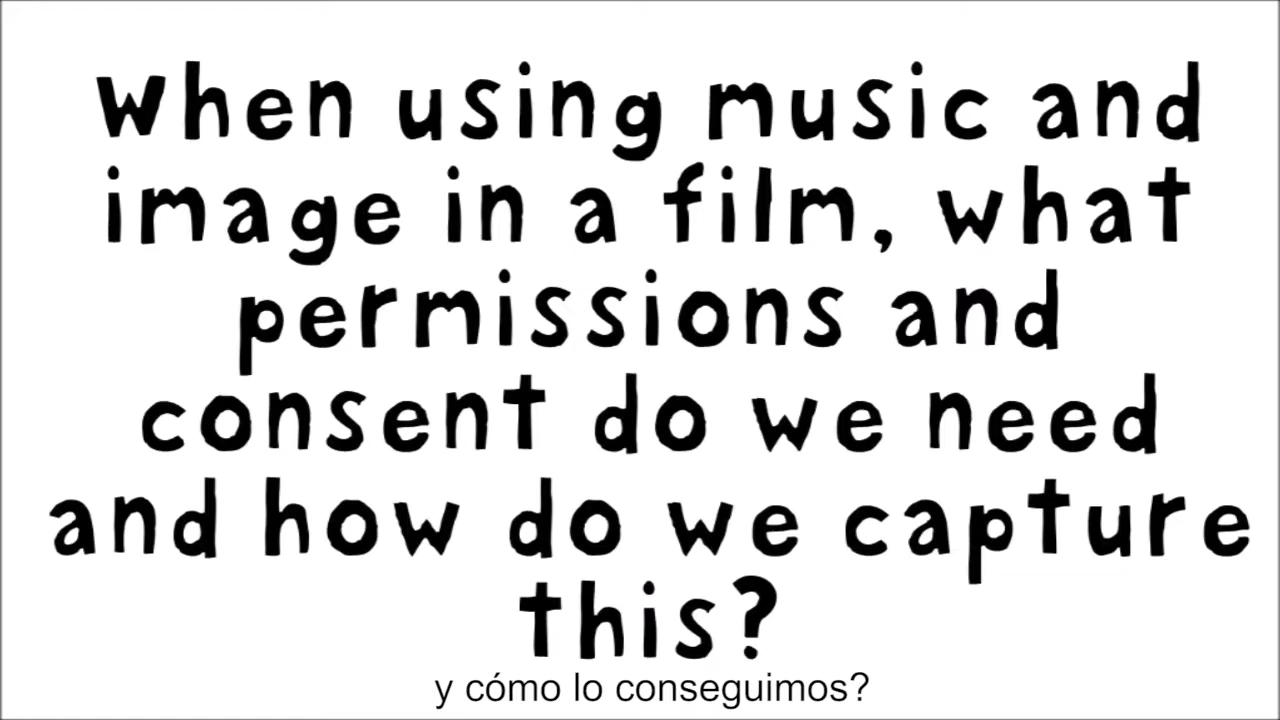 When using music and
image in a film, what
permissions and
consent do we need
and how do we capture
this?
y cómo lo conseguimos?